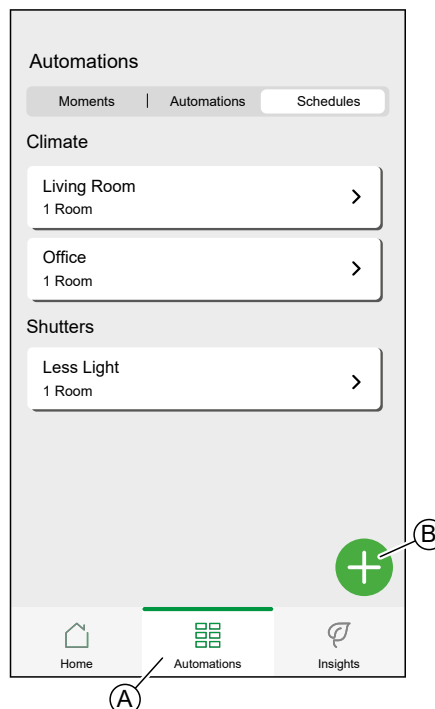 Automations
Moments | Automations Schedules
Climate
Living Room
1 Room
Office
1 Room
Shutters
Less Light
1 Room
B
Home Automations Insights
A